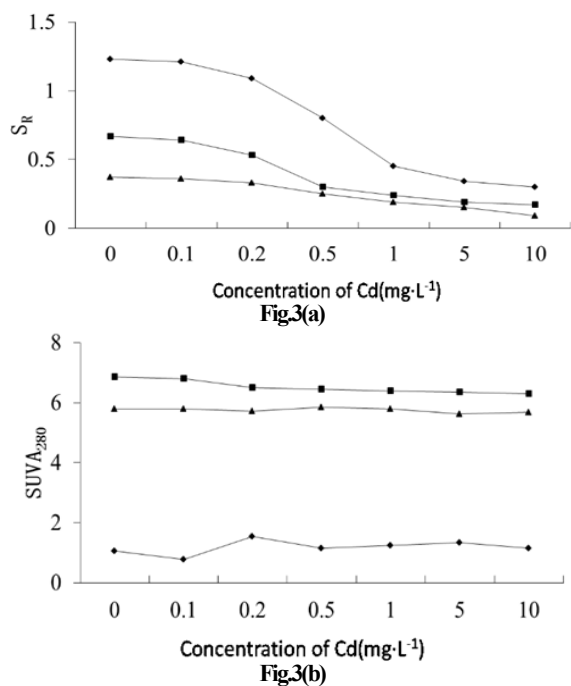 1.5
1
0.5
0
S_R
0 0.1 0.2 0.5 1 5 10
Concentration of Cd(mg·L⁻¹)
Fig.3(a)
8
6
4
2
0
SUVA₂₈₀
0 0.1 0.2 0.5 1 5 10
Concentration of Cd(mg·L⁻¹)
Fig.3(b)